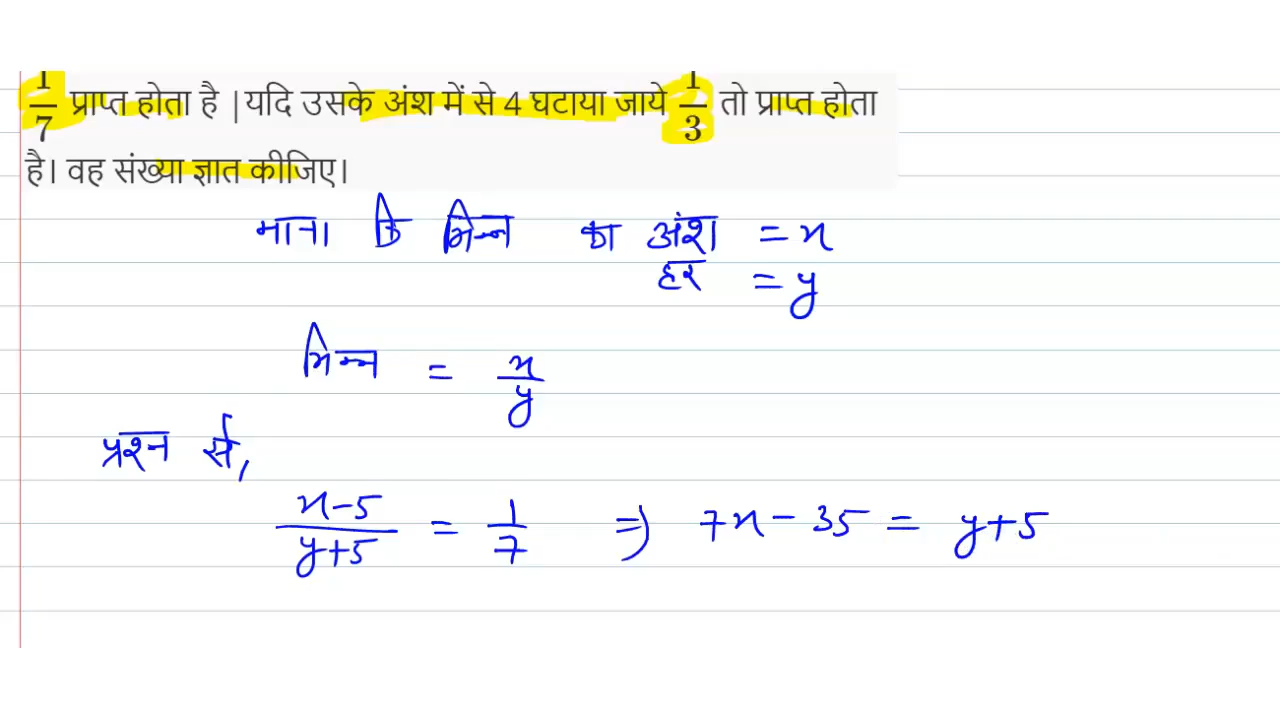 1/7 प्राप्त होता है |यदि उसके अंश में से 4 घटाया जाये 1/3 तो प्राप्त होता
है। वह संख्या ज्ञात कीजिए।
माना कि भिन्न का अंश = x
हर = y
भिन्न = x/y
प्रश्न से,
(x-5)/(y+5) = 1/7 => 7x - 35 = y+5